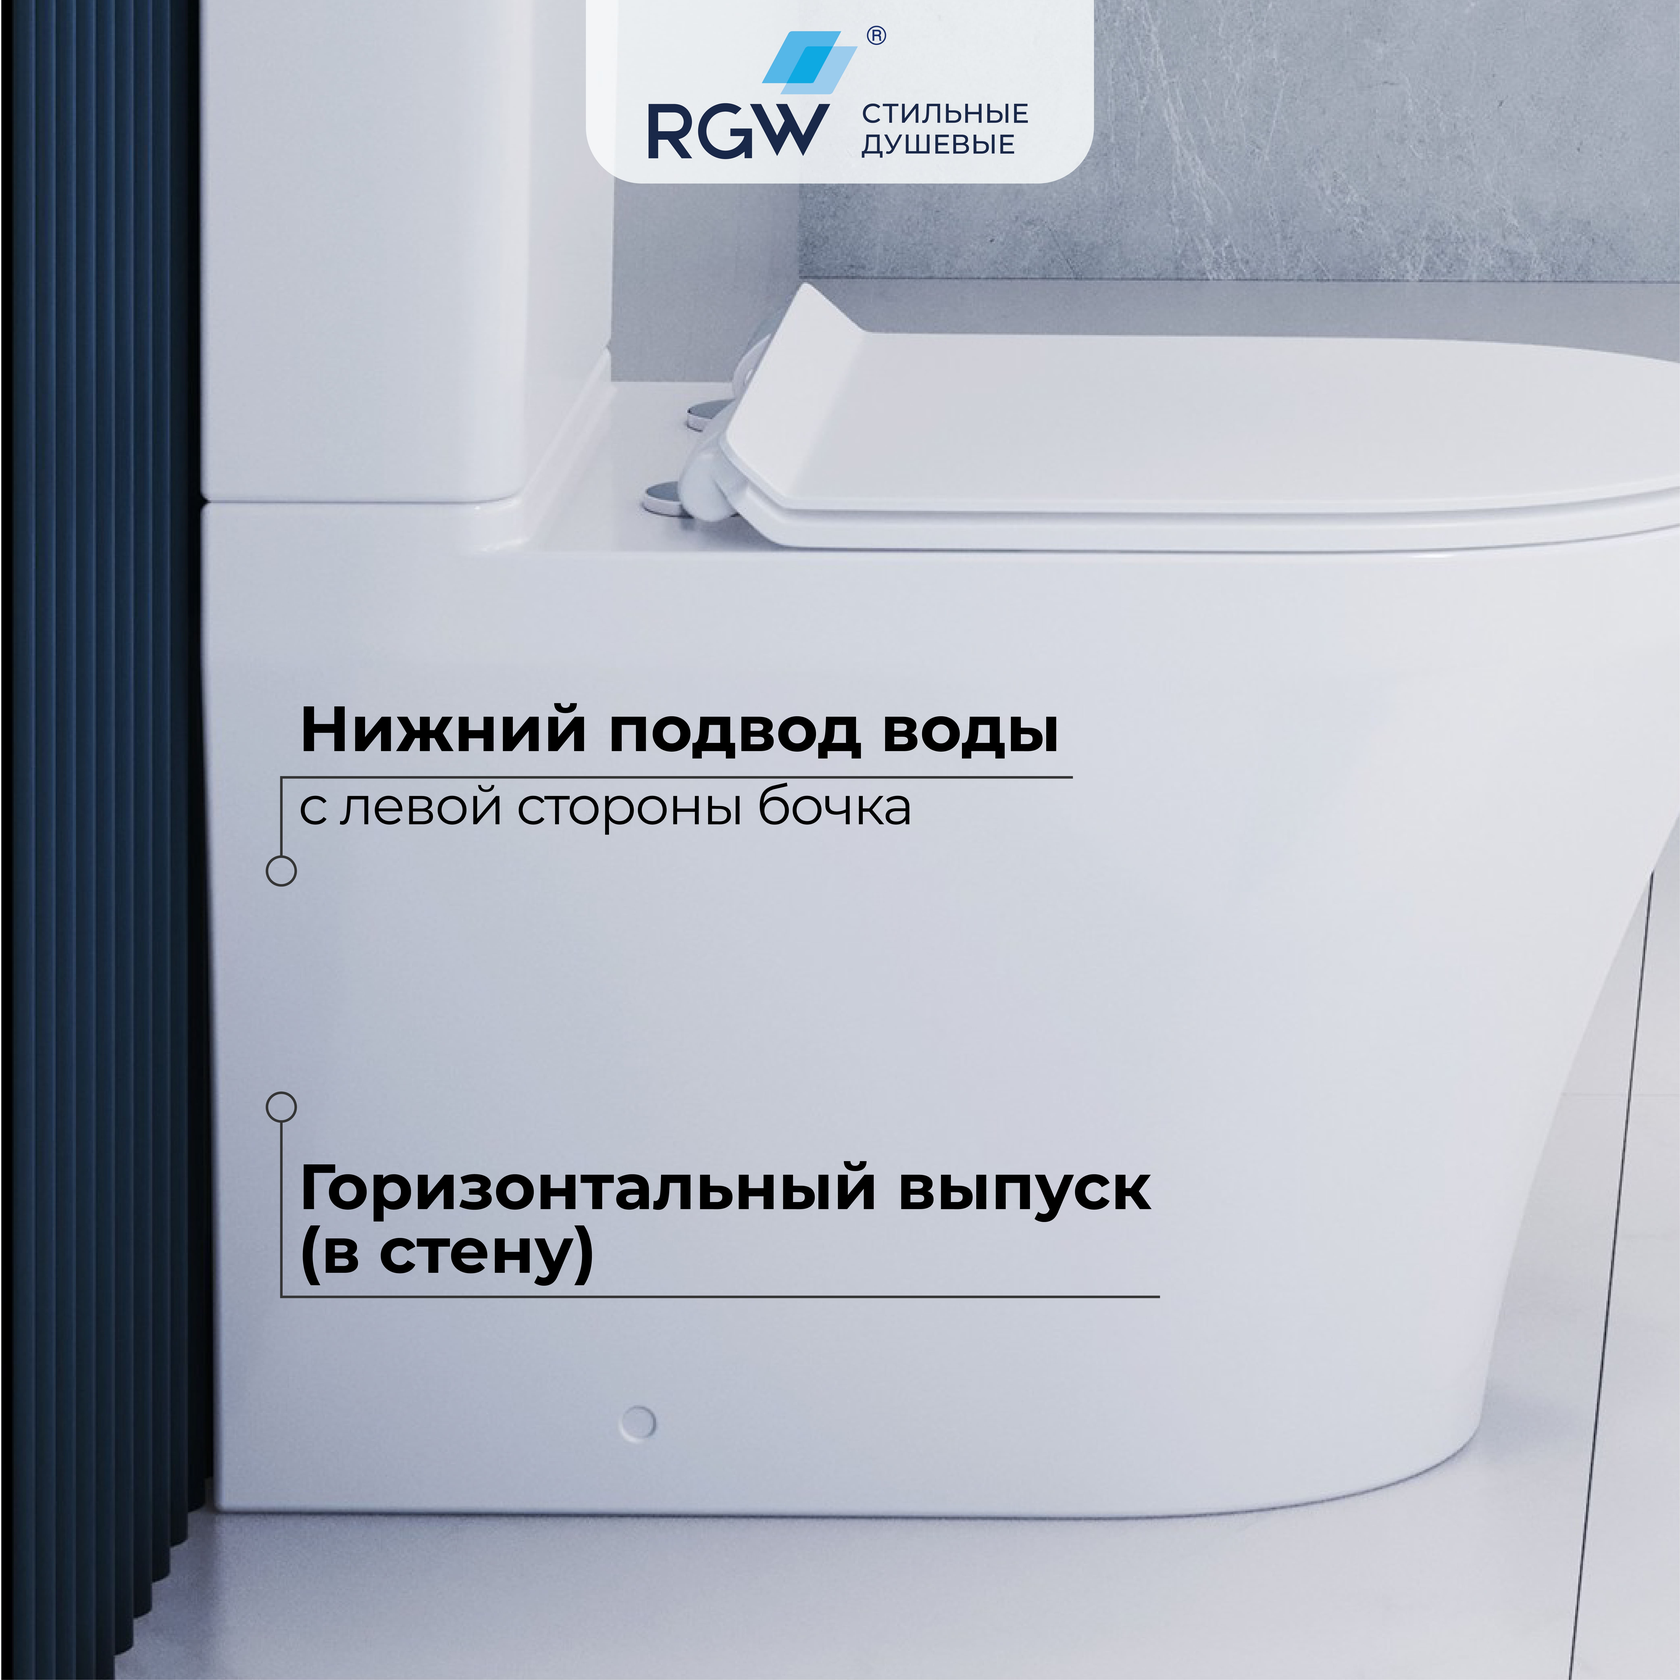 ®
RGW
СТИЛЬНЫЕ
ДУШЕВЫЕ
Нижний подвод воды
с левой стороны бочка
Горизонтальный выпуск
(в стену)